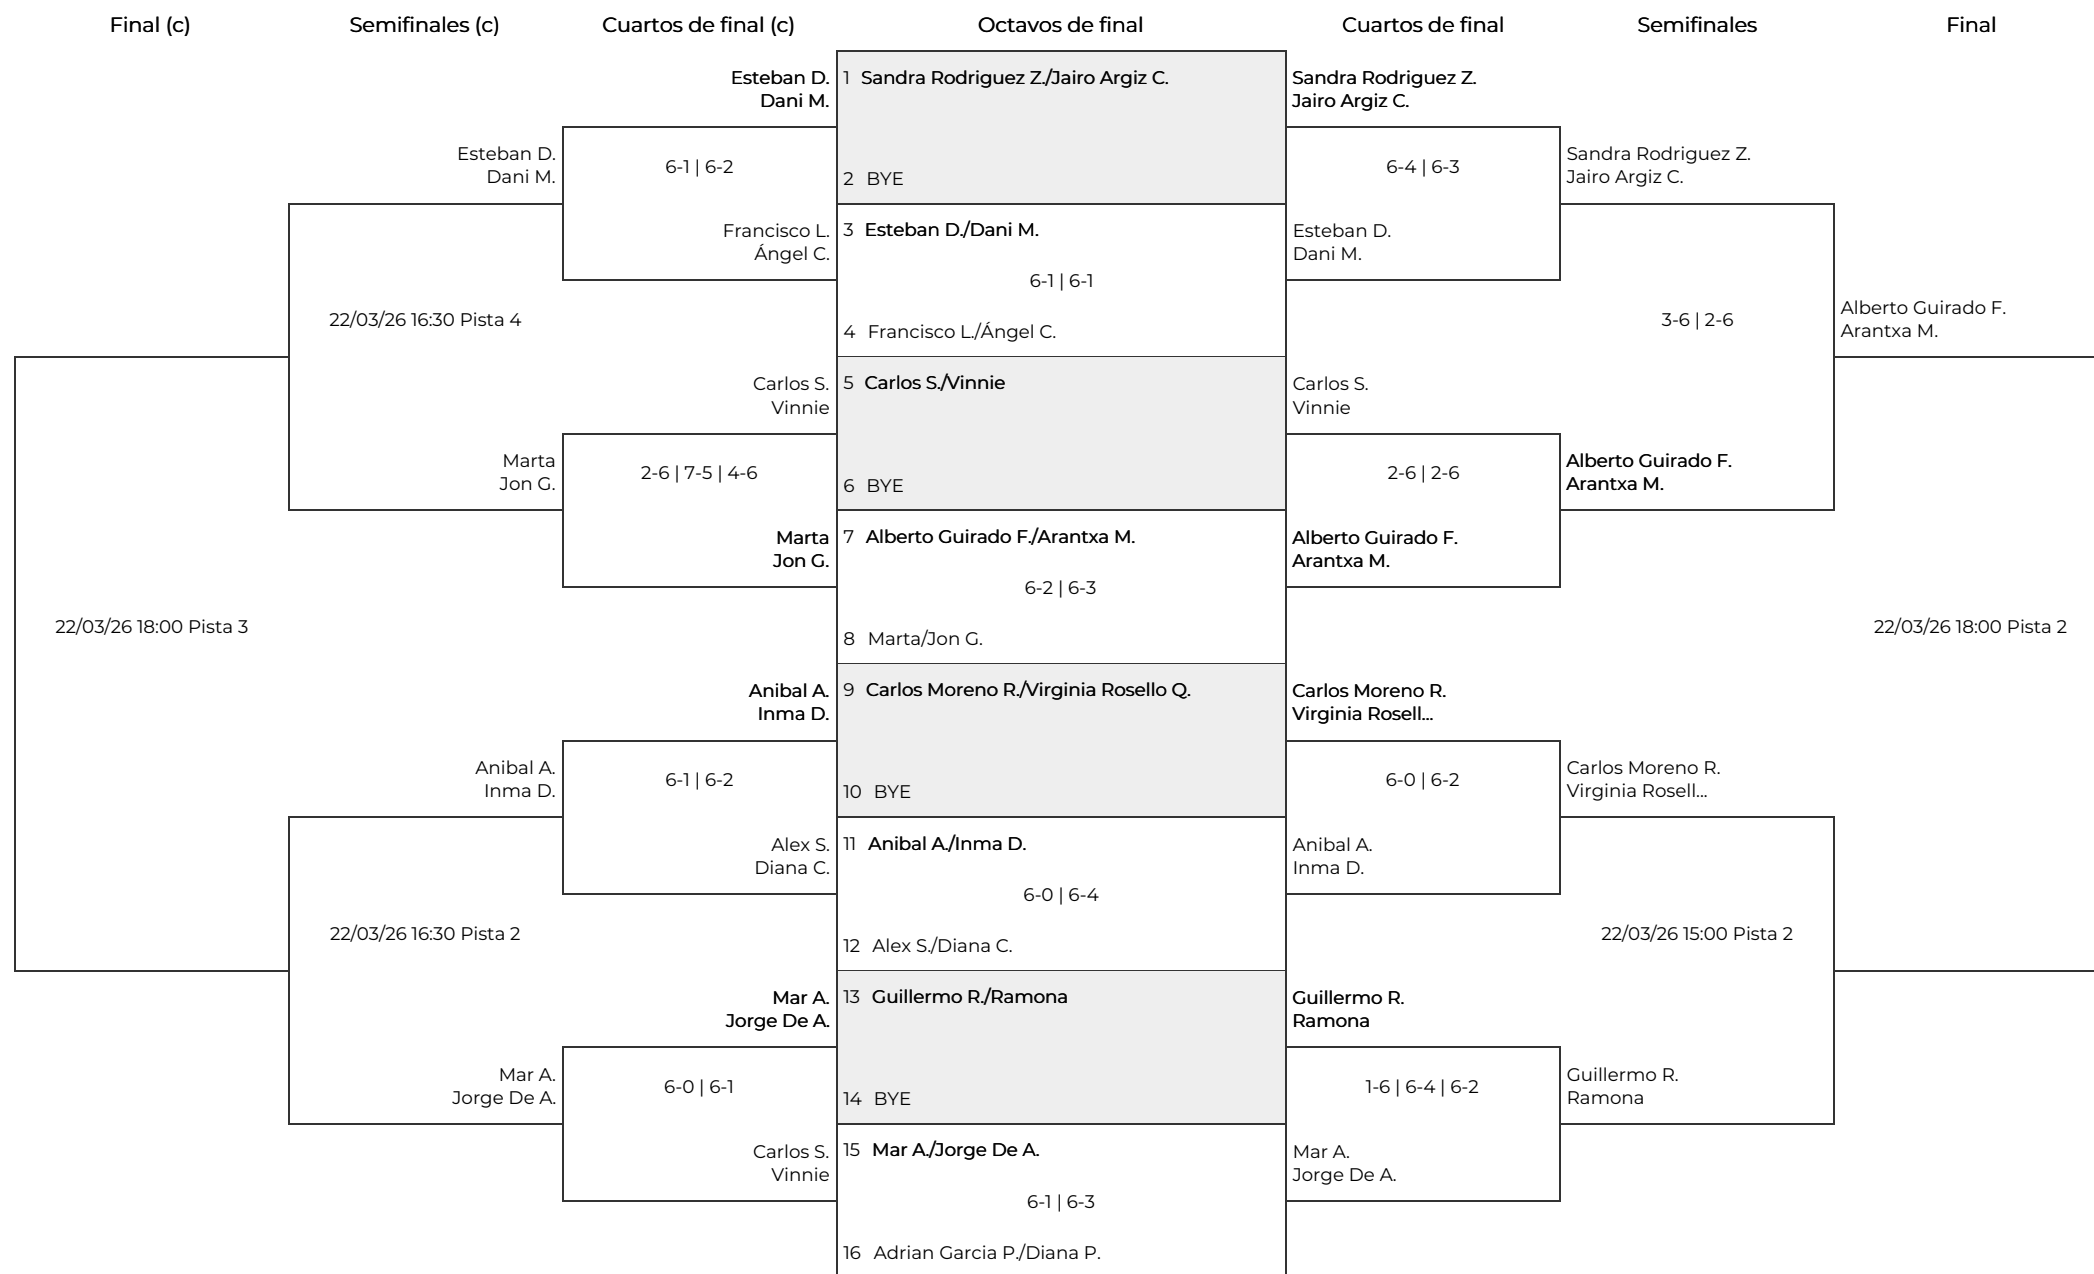 Final (c)
Semifinales (c)
Cuartos de final (c)
Octavos de final
Cuartos de final
Semifinales
Final
22/03/26 18:00 Pista 3
Esteban D.
Dani M.
22/03/26 16:30 Pista 4
Marta
Jon G.
Anibal A.
Inma D.
22/03/26 16:30 Pista 2
Mar A.
Jorge De A.
Esteban D.
Dani M.
6-1 | 6-2
Francisco L.
Ángel C.
Carlos S.
Vinnie
2-6 | 7-5 | 4-6
Marta
Jon G.
Anibal A.
Inma D.
6-1 | 6-2
Alex S.
Diana C.
Mar A.
Jorge De A.
6-0 | 6-1
Carlos S.
Vinnie
1 Sandra Rodriguez Z./Jairo Argiz C.
2 BYE
3 Esteban D./Dani M.
6-1 | 6-1
4 Francisco L./Ángel C.
5 Carlos S./Vinnie
6 BYE
7 Alberto Guirado F./Arantxa M.
6-2 | 6-3
8 Marta/Jon G.
9 Carlos Moreno R./Virginia Rosello Q.
10 BYE
11 Anibal A./Inma D.
6-0 | 6-4
12 Alex S./Diana C.
13 Guillermo R./Ramona
14 BYE
15 Mar A./Jorge De A.
6-1 | 6-3
16 Adrian Garcia P./Diana P.
Sandra Rodriguez Z.
Jairo Argiz C.
6-4 | 6-3
Esteban D.
Dani M.
Carlos S.
Vinnie
2-6 | 2-6
Alberto Guirado F.
Arantxa M.
Carlos Moreno R.
Virginia Rosell...
6-0 | 6-2
Anibal A.
Inma D.
Guillermo R.
Ramona
1-6 | 6-4 | 6-2
Mar A.
Jorge De A.
Sandra Rodriguez Z.
Jairo Argiz C.
3-6 | 2-6
Alberto Guirado F.
Arantxa M.
Carlos Moreno R.
Virginia Rosell...
22/03/26 15:00 Pista 2
Guillermo R.
Ramona
Alberto Guirado F.
Arantxa M.
22/03/26 18:00 Pista 2